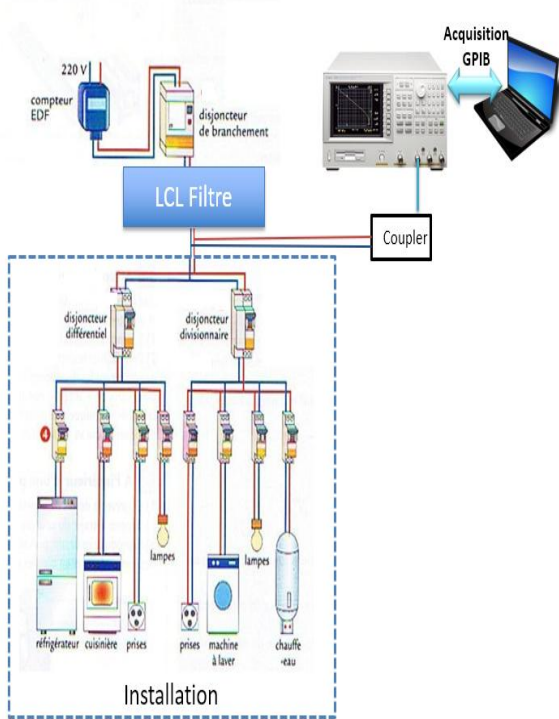 Acquisition
GPIB
220 V
compteur
EDF
disjoncteur
de branchement
LCL Filtre
Coupler
disjoncteur
différentiel
disjoncteur
divisionnaire
4
lampes
lampes
réfrigérateur
cuisinière
prises
prises
machine
à laver
chauffe
-eau
Installation